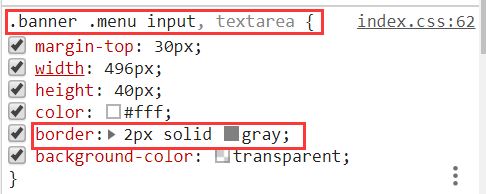 .banner .menu input, textarea { index.css:62
margin-top: 30px;
width: 496px;
height: 40px;
color: #fff;
border: 2px solid gray;
background-color: transparent;
}